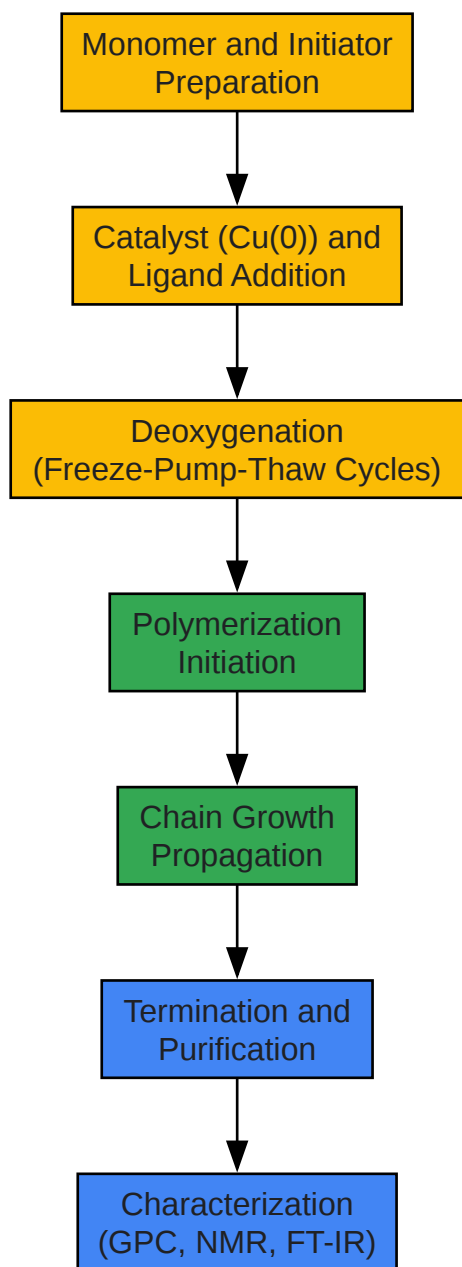 Monomer and Initiator
Preparation
Catalyst (Cu(0)) and
Ligand Addition
Deoxygenation
(Freeze-Pump-Thaw Cycles)
Polymerization
Initiation
Chain Growth
Propagation
Termination and
Purification
Characterization
(GPC, NMR, FT-IR)